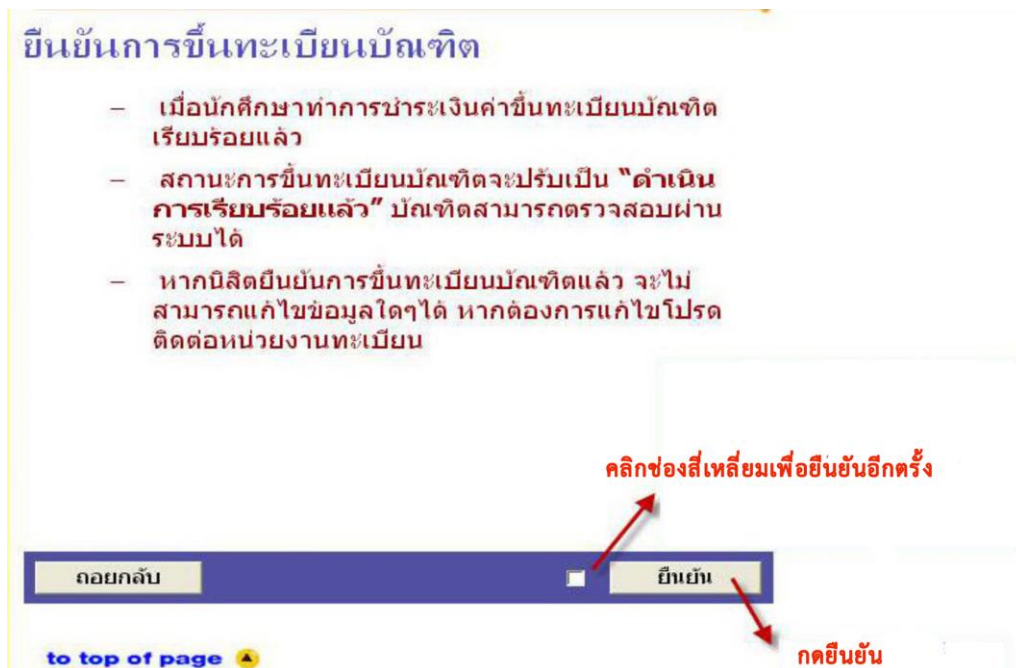 ยืนยันการขึ้นทะเบียนบัณฑิต
– เมื่อนักศึกษาทำการชำระเงินค่าขึ้นทะเบียนบัณฑิต
เรียบร้อยแล้ว
– สถานะการขึ้นทะเบียนบัณฑิตจะปรับเป็น “ดำเนิน
การเรียบร้อยแล้ว” บัณฑิตสามารถตรวจสอบผ่าน
ระบบได้
– หากนิสิตยืนยันการขึ้นทะเบียนบัณฑิตแล้ว จะไม่
สามารถแก้ไขข้อมูลใดๆได้ หากต้องการแก้ไขโปรด
ติดต่อหน่วยงานทะเบียน
คลิกช่องสี่เหลี่ยมเพื่อยืนยันอีกตรั้ง
ถอยกลับ
ยืนยัน
to top of page
กดยืนยัน